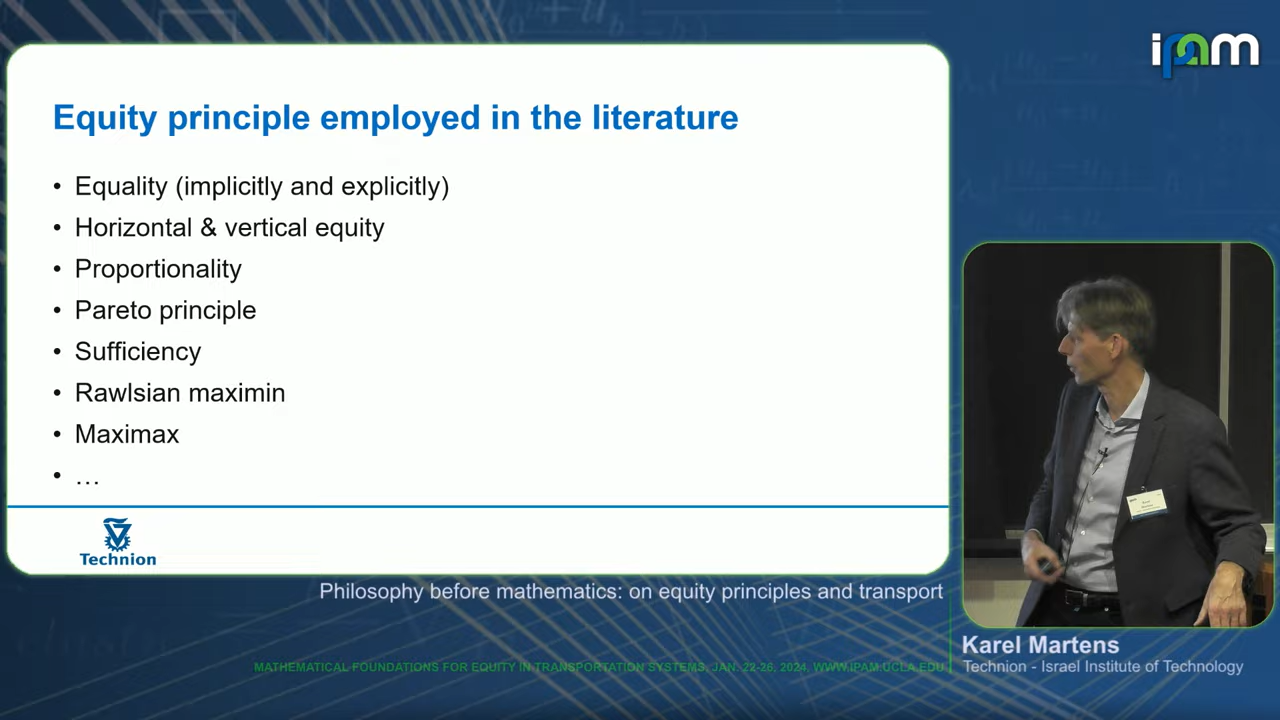 ipam
Equity principle employed in the literature
• Equality (implicitly and explicitly)
• Horizontal & vertical equity
• Proportionality
• Pareto principle
• Sufficiency
• Rawlsian maximin
• Maximax
• …
Technion
Philosophy before mathematics: on equity principles and transport
Karel Martens
MATHEMATICAL FOUNDATIONS FOR EQUITY IN TRANSPORTATION SYSTEMS, JAN. 22-26, 2024, WWW.IPAM.UCLA.EDU
Technion - Israel Institute of Technology